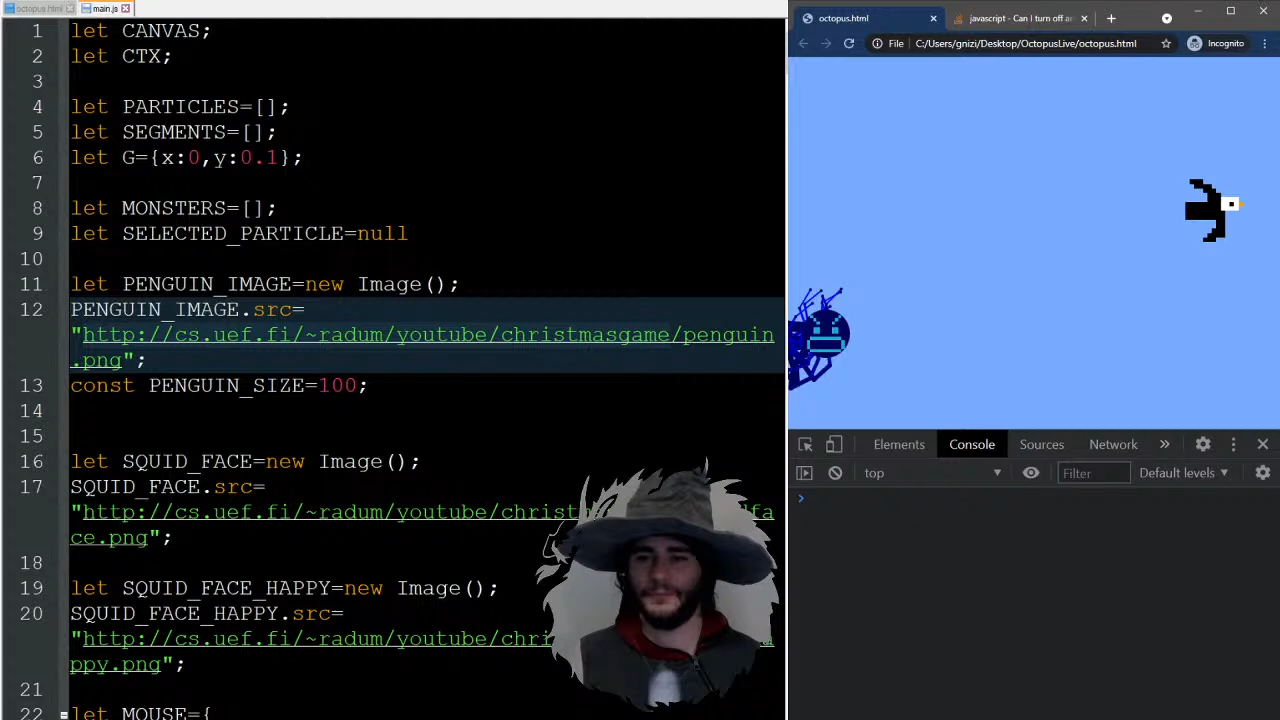 octopus.html
main.js
1 let CANVAS;
2 let CTX;
3
4 let PARTICLES=[];
5 let SEGMENTS=[];
6 let G={x:0,y:0.1};
7
8 let MONSTERS=[];
9 let SELECTED_PARTICLE=null
10
11 let PENGUIN_IMAGE=new Image();
12 PENGUIN_IMAGE.src=
"http://cs.uef.fi/~radum/youtube/christmasgame/penguin
.png";
13 const PENGUIN_SIZE=100;
14
15
16 let SQUID_FACE=new Image();
17 SQUID_FACE.src=
"http://cs.uef.fi/~radum/youtube/christ
ce.png";
18
19 let SQUID_FACE_HAPPY=new Image();
20 SQUID_FACE_HAPPY.src=
"http://cs.uef.fi/~radum/youtube/chri
ppy.png";
21
22 let MOUSE={
octopus.html
javascript - Can I turn off an
File
C:/Users/gnizi/Desktop/OctopusLive/octopus.html
Incognito
Elements
Console
Sources
Network
top
Filter
Default levels